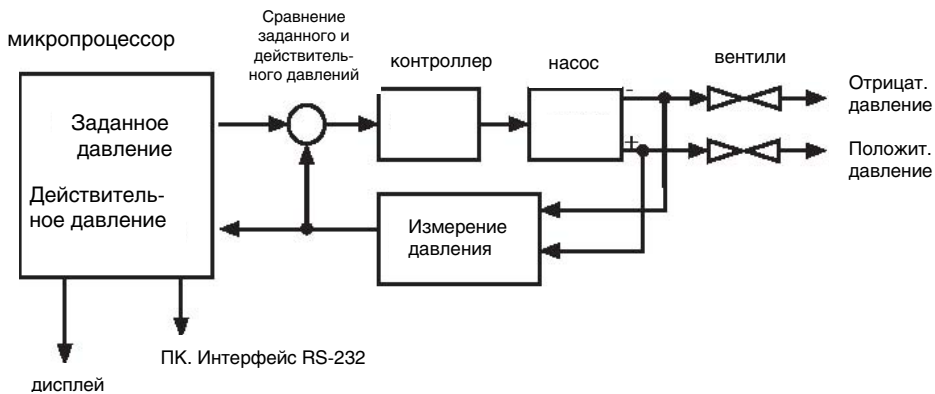 микропроцессор
Сравнение
заданного и
действитель-
ного давлений
контроллер
насос
вентили
Заданное
давление
Действитель-
ное давление
-
+
Отрицат.
давление
Положит.
давление
Измерение
давления
ПК. Интерфейс RS-232
дисплей